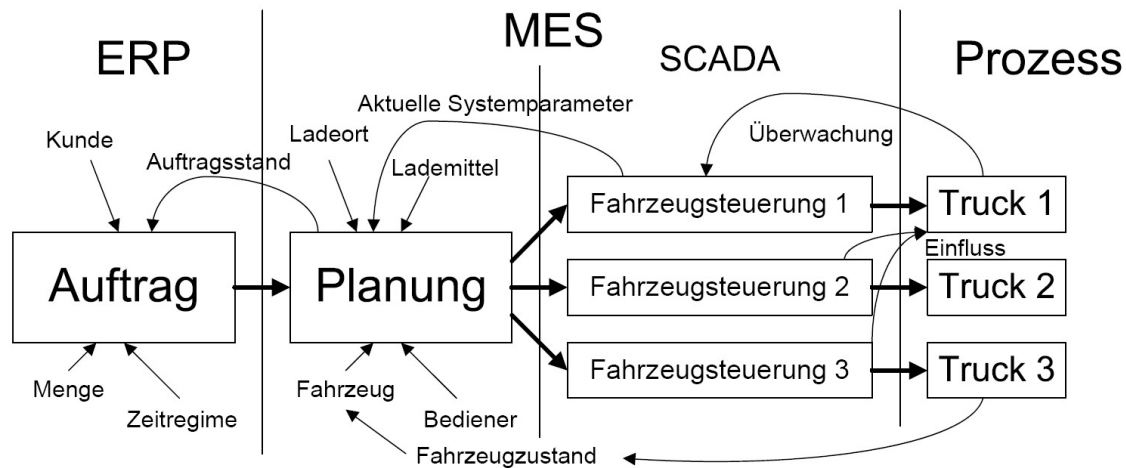 ERP
MES
SCADA
Prozess
Kunde
Auftragsstand
Ladeort
Aktuelle Systemparameter
Lademittel
Überwachung
Auftrag
Planung
Fahrzeugsteuerung 1
Truck 1
Einfluss
Fahrzeugsteuerung 2
Truck 2
Fahrzeugsteuerung 3
Truck 3
Menge
Zeitregime
Fahrzeug
Bediener
Fahrzeugzustand